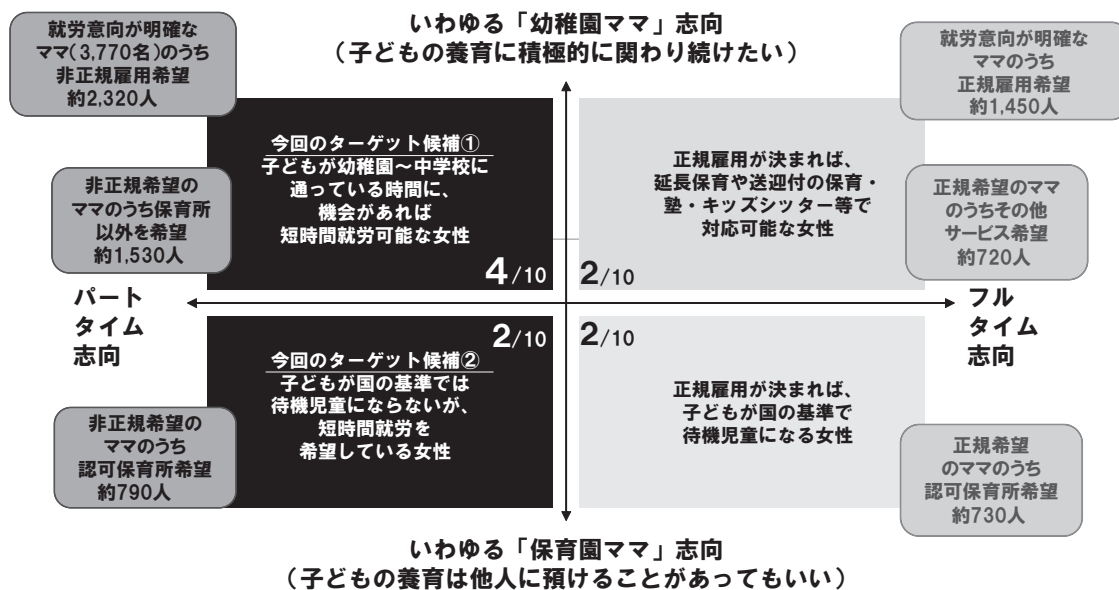 いわゆる「幼稚園ママ」志向
（子どもの養育に積極的に関わり続けたい）
就労意向が明確な
ママ（3,770名）のうち
非正規雇用希望
約2,320人
就労意向が明確な
ママのうち
正規雇用希望
約1,450人
今回のターゲット候補①
子どもが幼稚園～中学校に
通っている時間に、
機会があれば
短時間就労可能な女性
4/10
正規雇用が決まれば、
延長保育や送迎付の保育・
塾・キッズシッター等で
対応可能な女性
2/10
非正規希望の
ママのうち保育所
以外を希望
約1,530人
正規希望のママ
のうちその他
サービス希望
約720人
パート
タイム
志向
フル
タイム
志向
2/10
今回のターゲット候補②
子どもが国の基準では
待機児童にならないが、
短時間就労を
希望している女性
2/10
正規雇用が決まれば、
子どもが国の基準で
待機児童になる女性
非正規希望の
ママのうち
認可保育所希望
約790人
正規希望
のママのうち
認可保育所希望
約730人
いわゆる「保育園ママ」志向
（子どもの養育は他人に預けることがあってもいい）